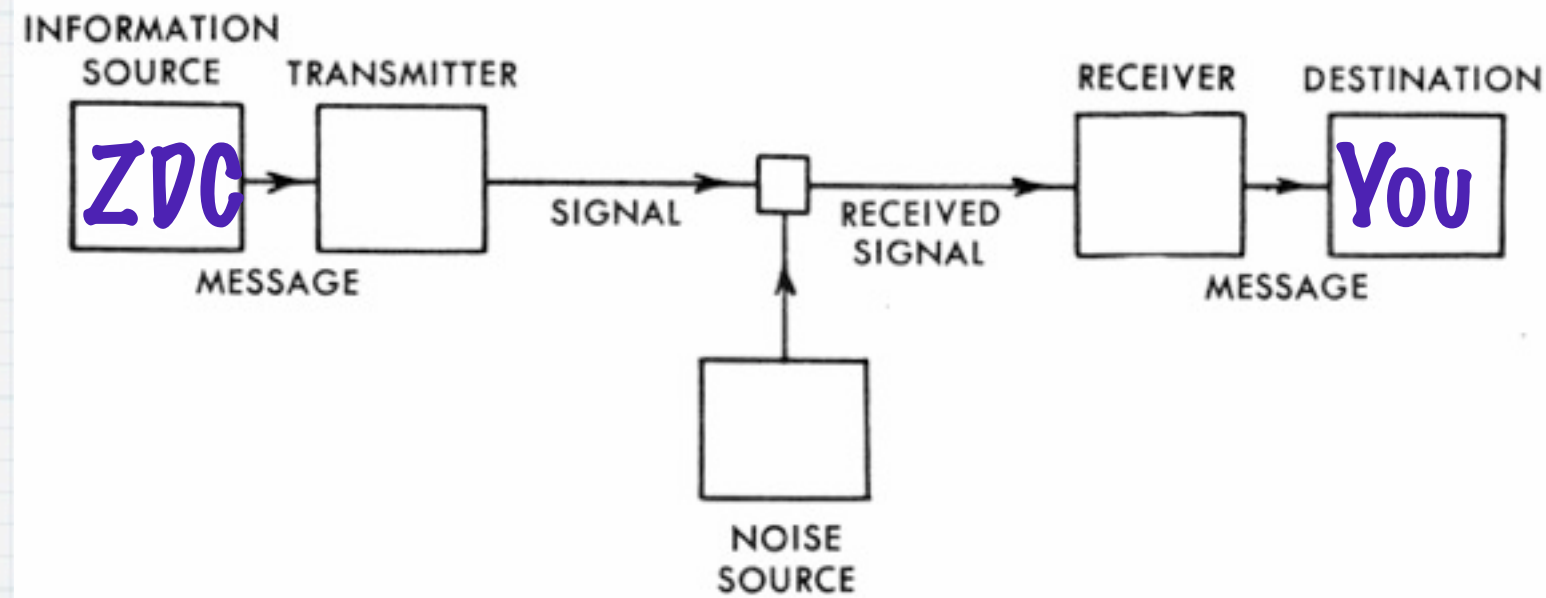 INFORMATION
SOURCE
TRANSMITTER
RECEIVER
DESTINATION
ZDC
You
SIGNAL
RECEIVED
SIGNAL
MESSAGE
MESSAGE
NOISE
SOURCE